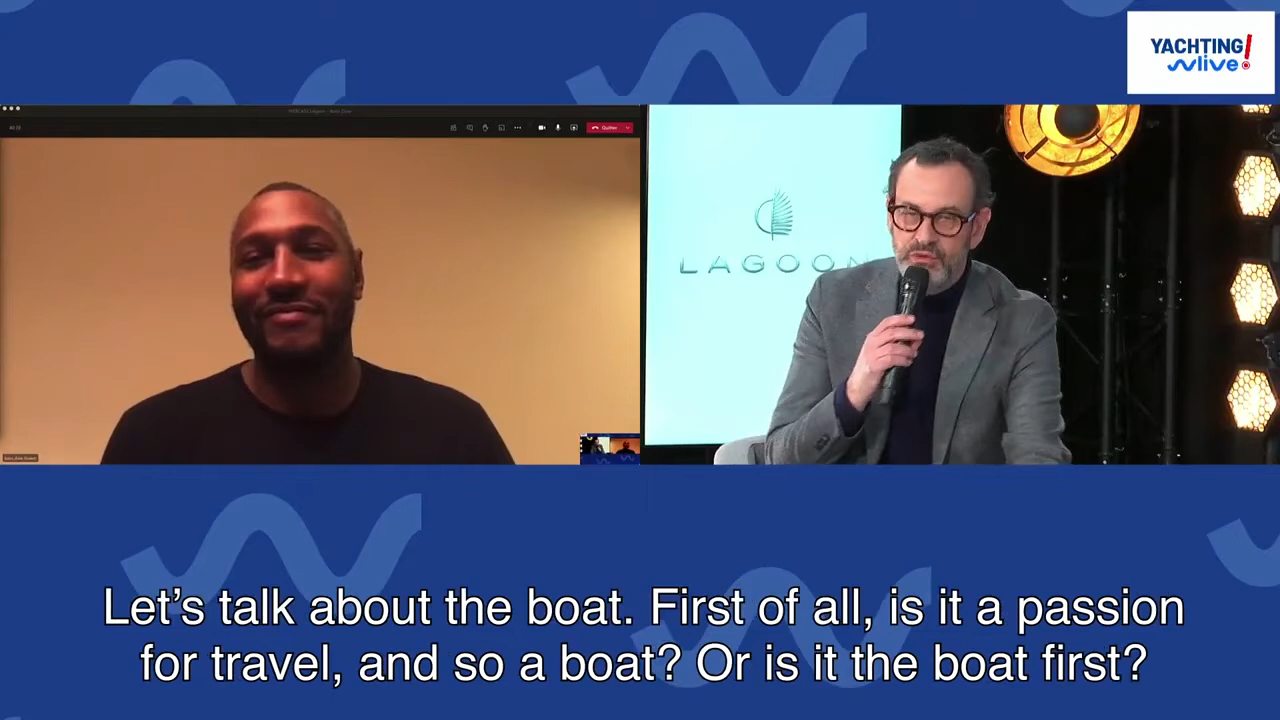 YACHTING!
live!
Quitter
LAGOON
Let's talk about the boat. First of all, is it a passion
for travel, and so a boat? Or is it the boat first?